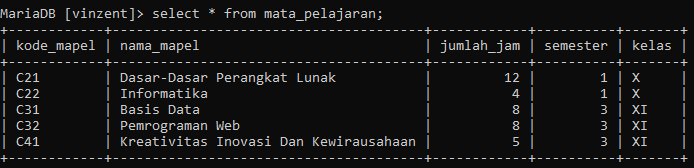 MariaDB [vinzent]> select * from mata_pelajaran;
+------------+--------------------------------------+------------+----------+-------+
| kode_mapel | nama_mapel                           | jumlah_jam | semester | kelas |
+------------+--------------------------------------+------------+----------+-------+
| C21        | Dasar-Dasar Perangkat Lunak          |         12 |        1 | X     |
| C22        | Informatika                          |          4 |        1 | X     |
| C31        | Basis Data                           |          8 |        3 | XI    |
| C32        | Pemrograman Web                      |          8 |        3 | XI    |
| C41        | Kreativitas Inovasi Dan Kewirausahaan |          5 |        3 | XI    |
+------------+--------------------------------------+------------+----------+-------+